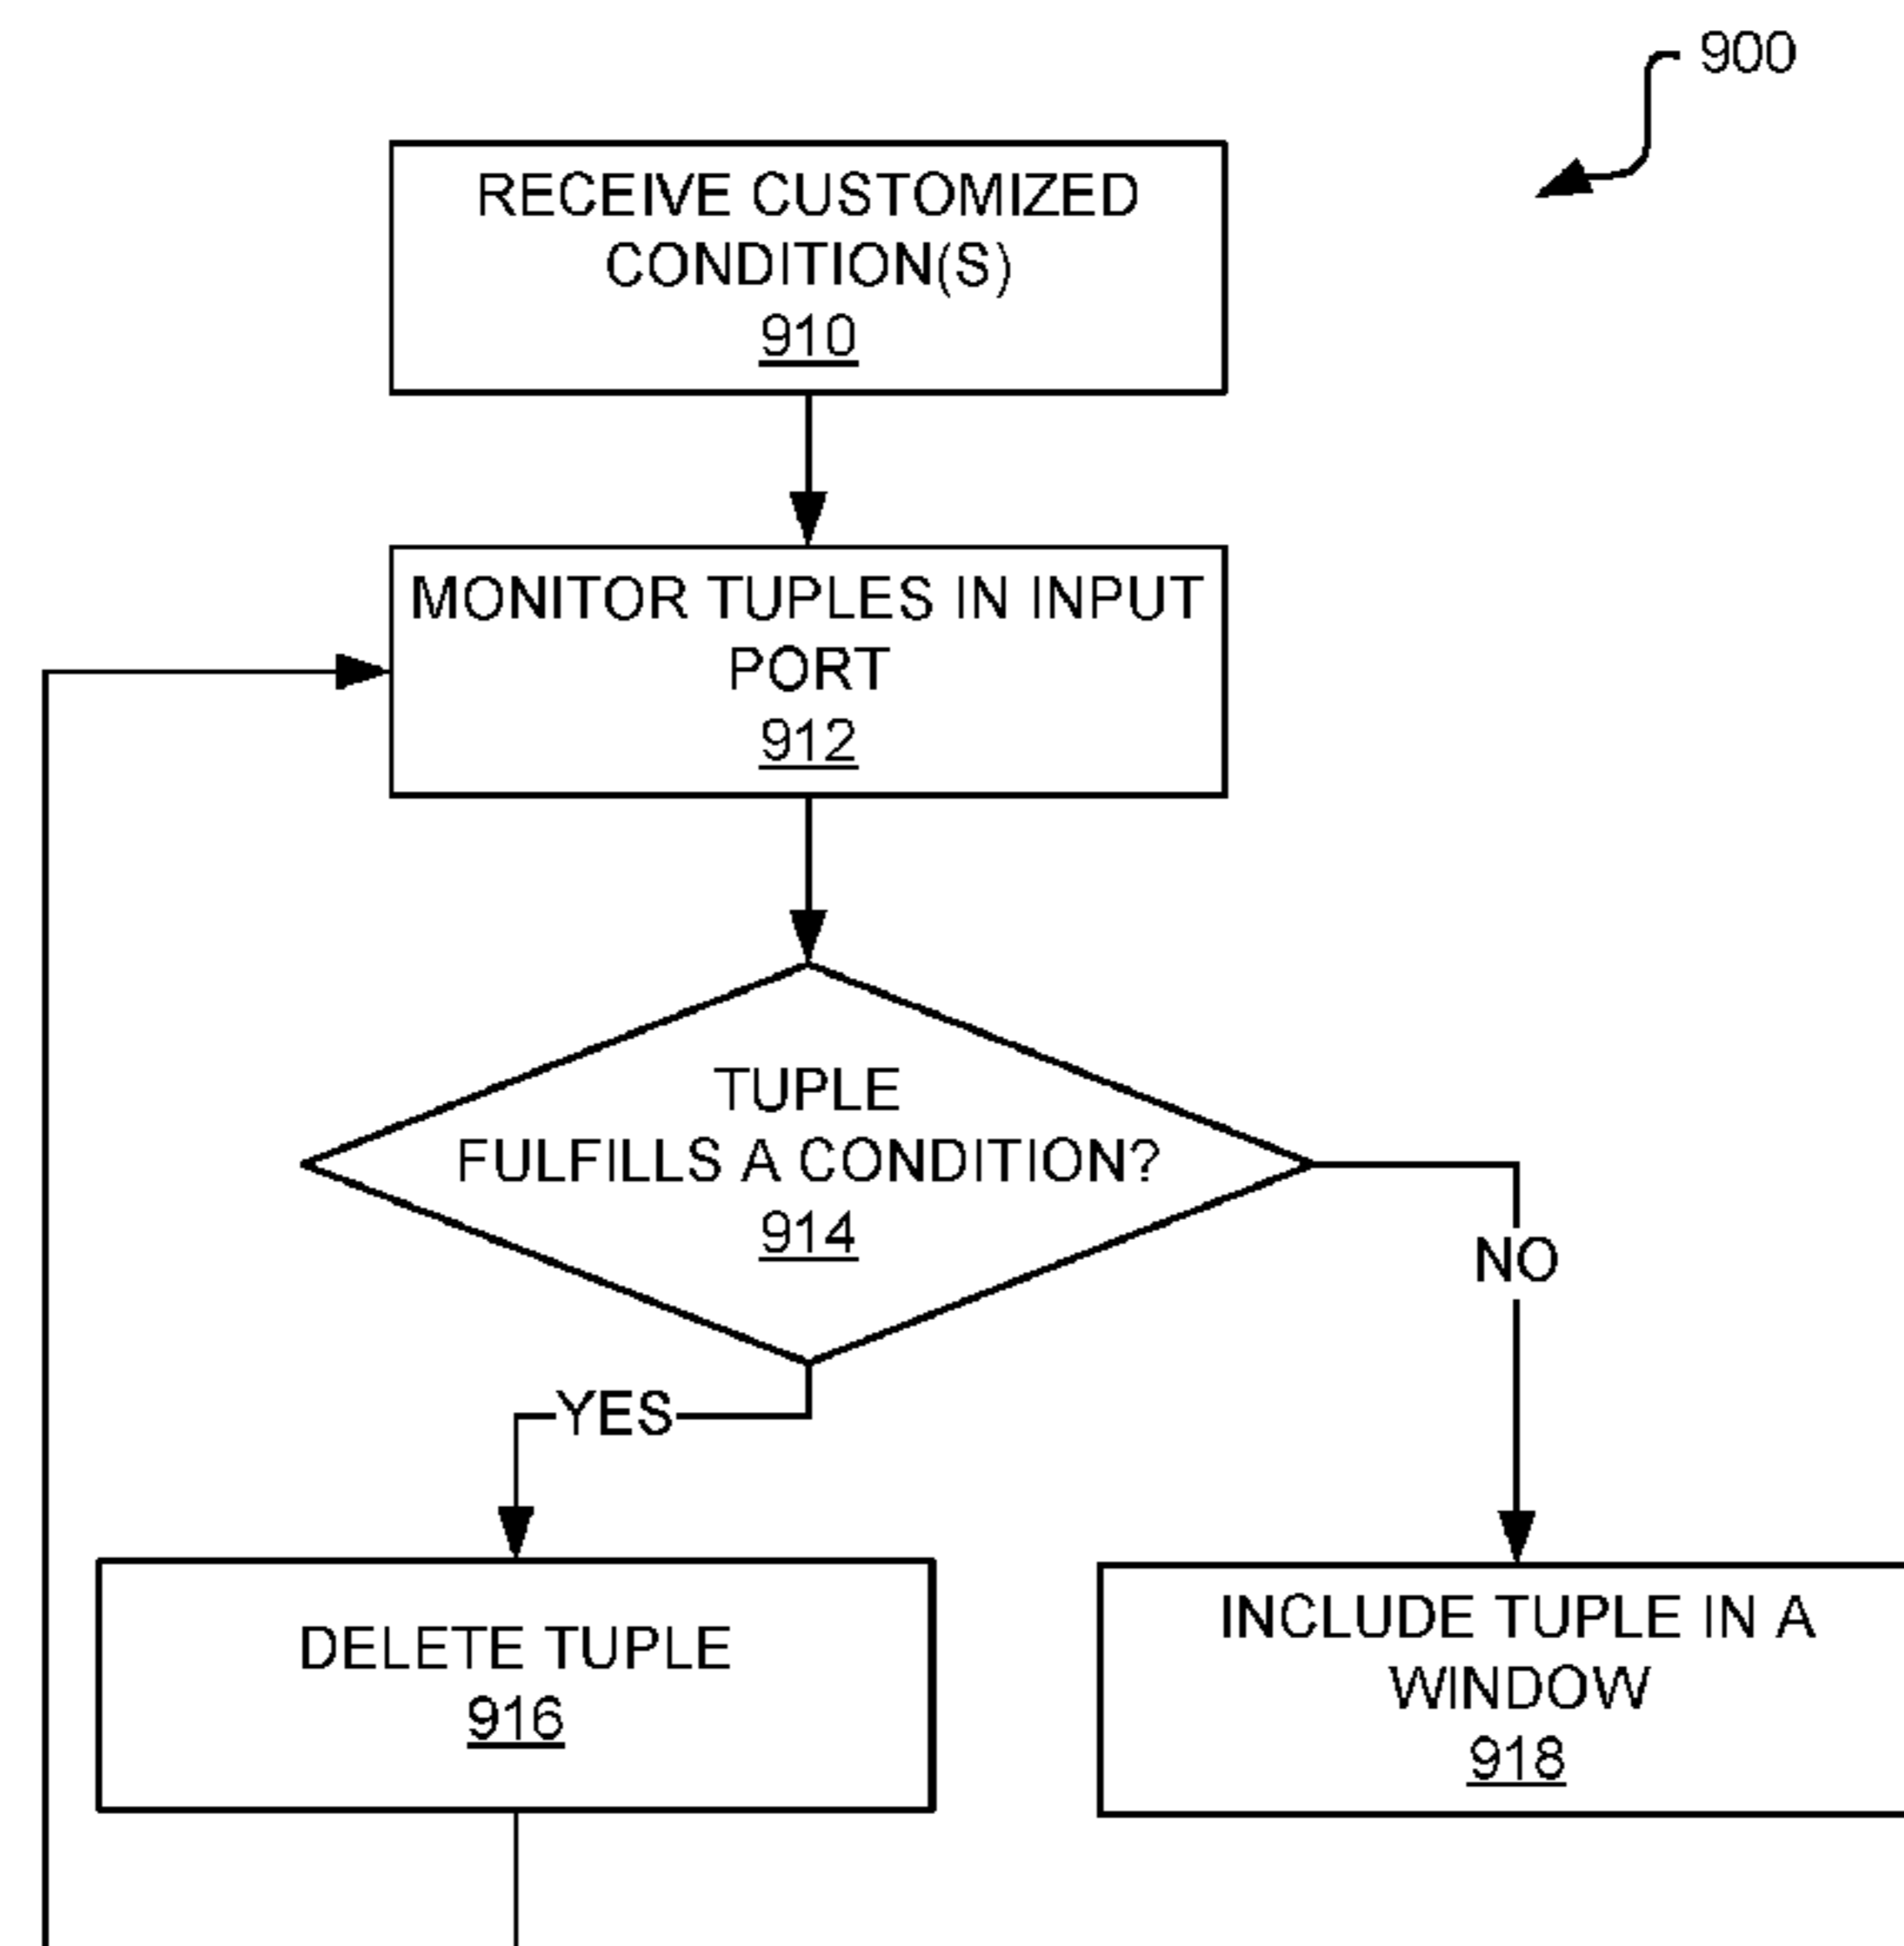 900
RECEIVE CUSTOMIZED
CONDITION(S)
910
MONITOR TUPLES IN INPUT
PORT
912
TUPLE
FULFILLS A CONDITION?
914
NO
YES
DELETE TUPLE
916
INCLUDE TUPLE IN A
WINDOW
918